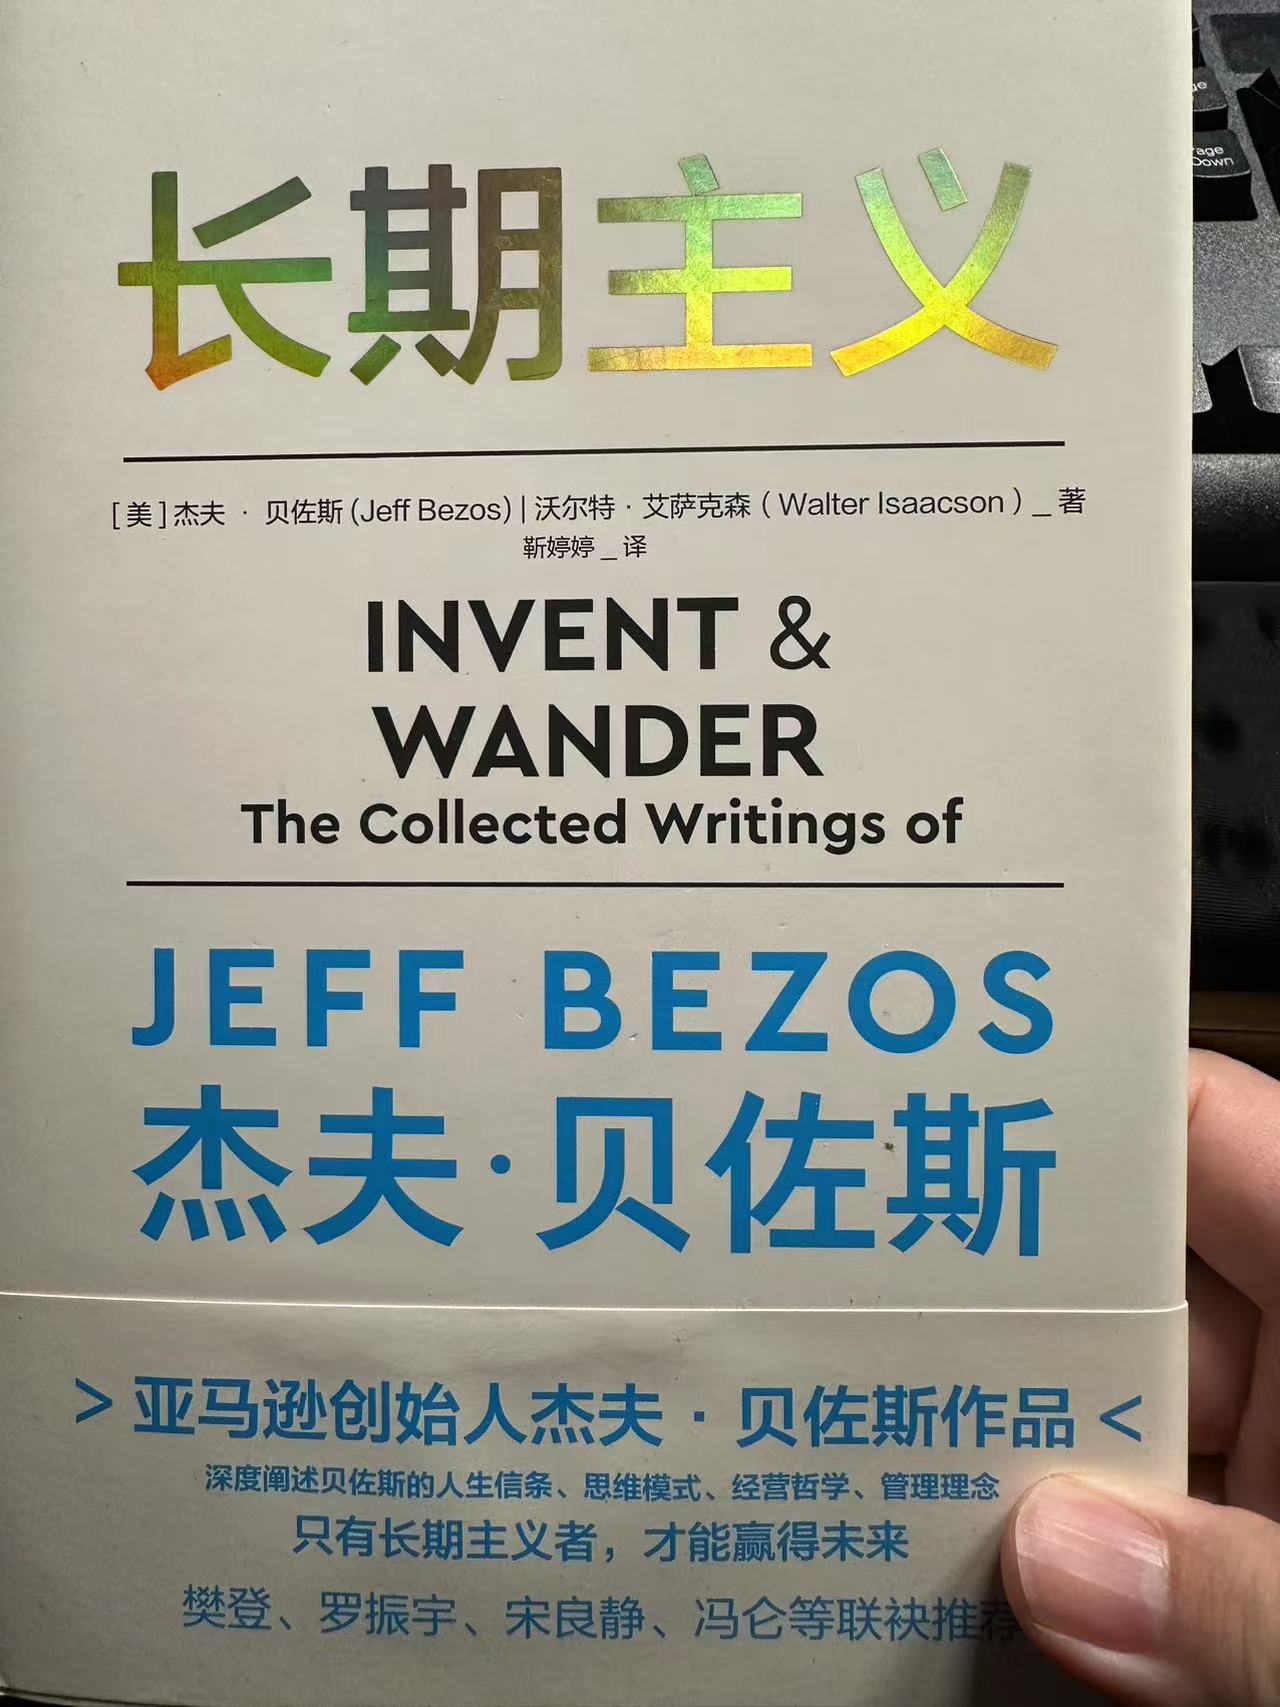 长期主义
[美]杰夫 · 贝佐斯(Jeff Bezos)|沃尔特·艾萨克森(Walter Isaacson)_著
靳婷婷_译
INVENT &
WANDER
The Collected Writings of
JEFF BEZOS
杰夫·贝佐斯
> 亚马逊创始人杰夫·贝佐斯作品 <
深度阐述贝佐斯的人生信条、思维模式、经营哲学、管理理念
只有长期主义者，才能赢得未来
樊登、罗振宇、宋良静、冯仑等联袂推荐
age
Down